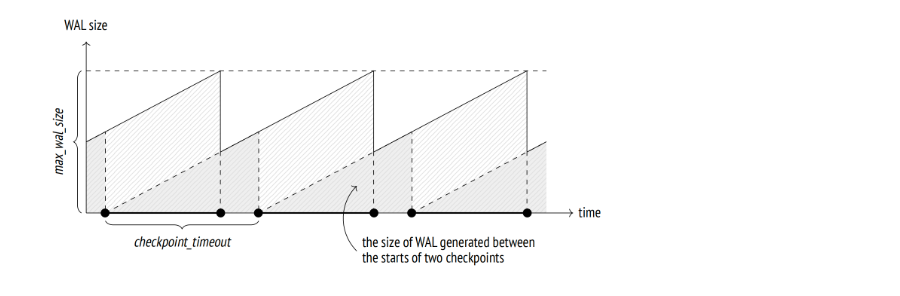 WAL size
max_wal_size
time
checkpoint_timeout
the size of WAL generated between
the starts of two checkpoints